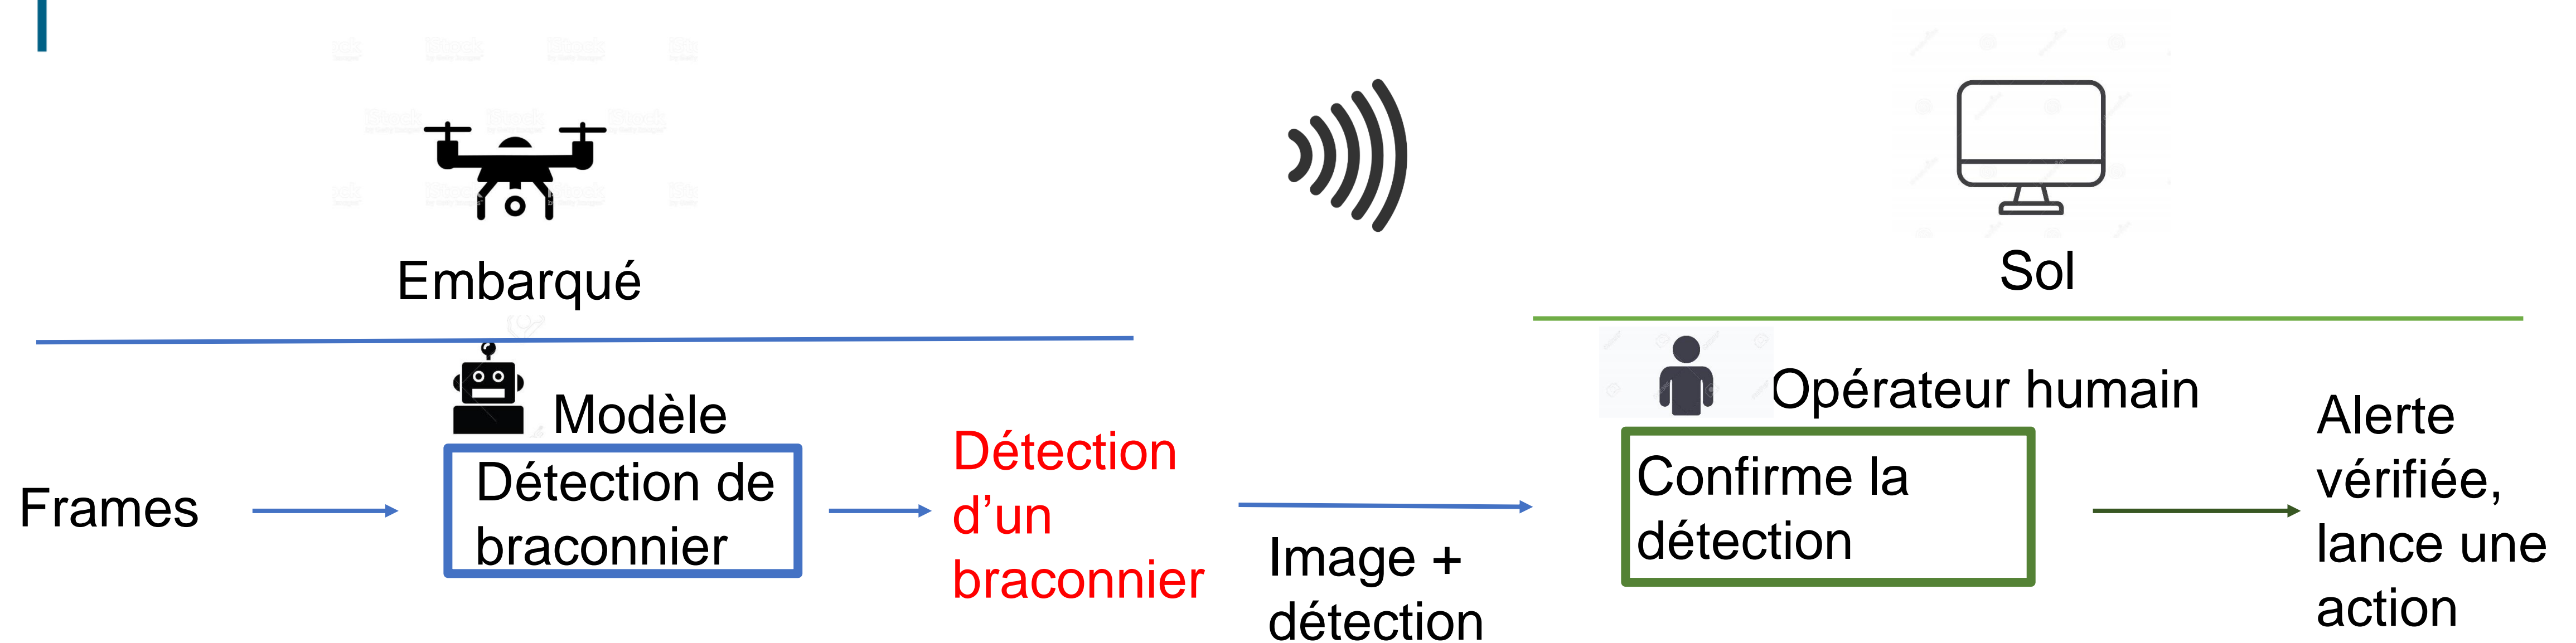 Embarqué
Sol
Modèle
Opérateur humain
Frames
Détection de
braconnier
Détection
d’un
braconnier
Image +
détection
Confirme la
détection
Alerte
vérifiée,
lance une
action